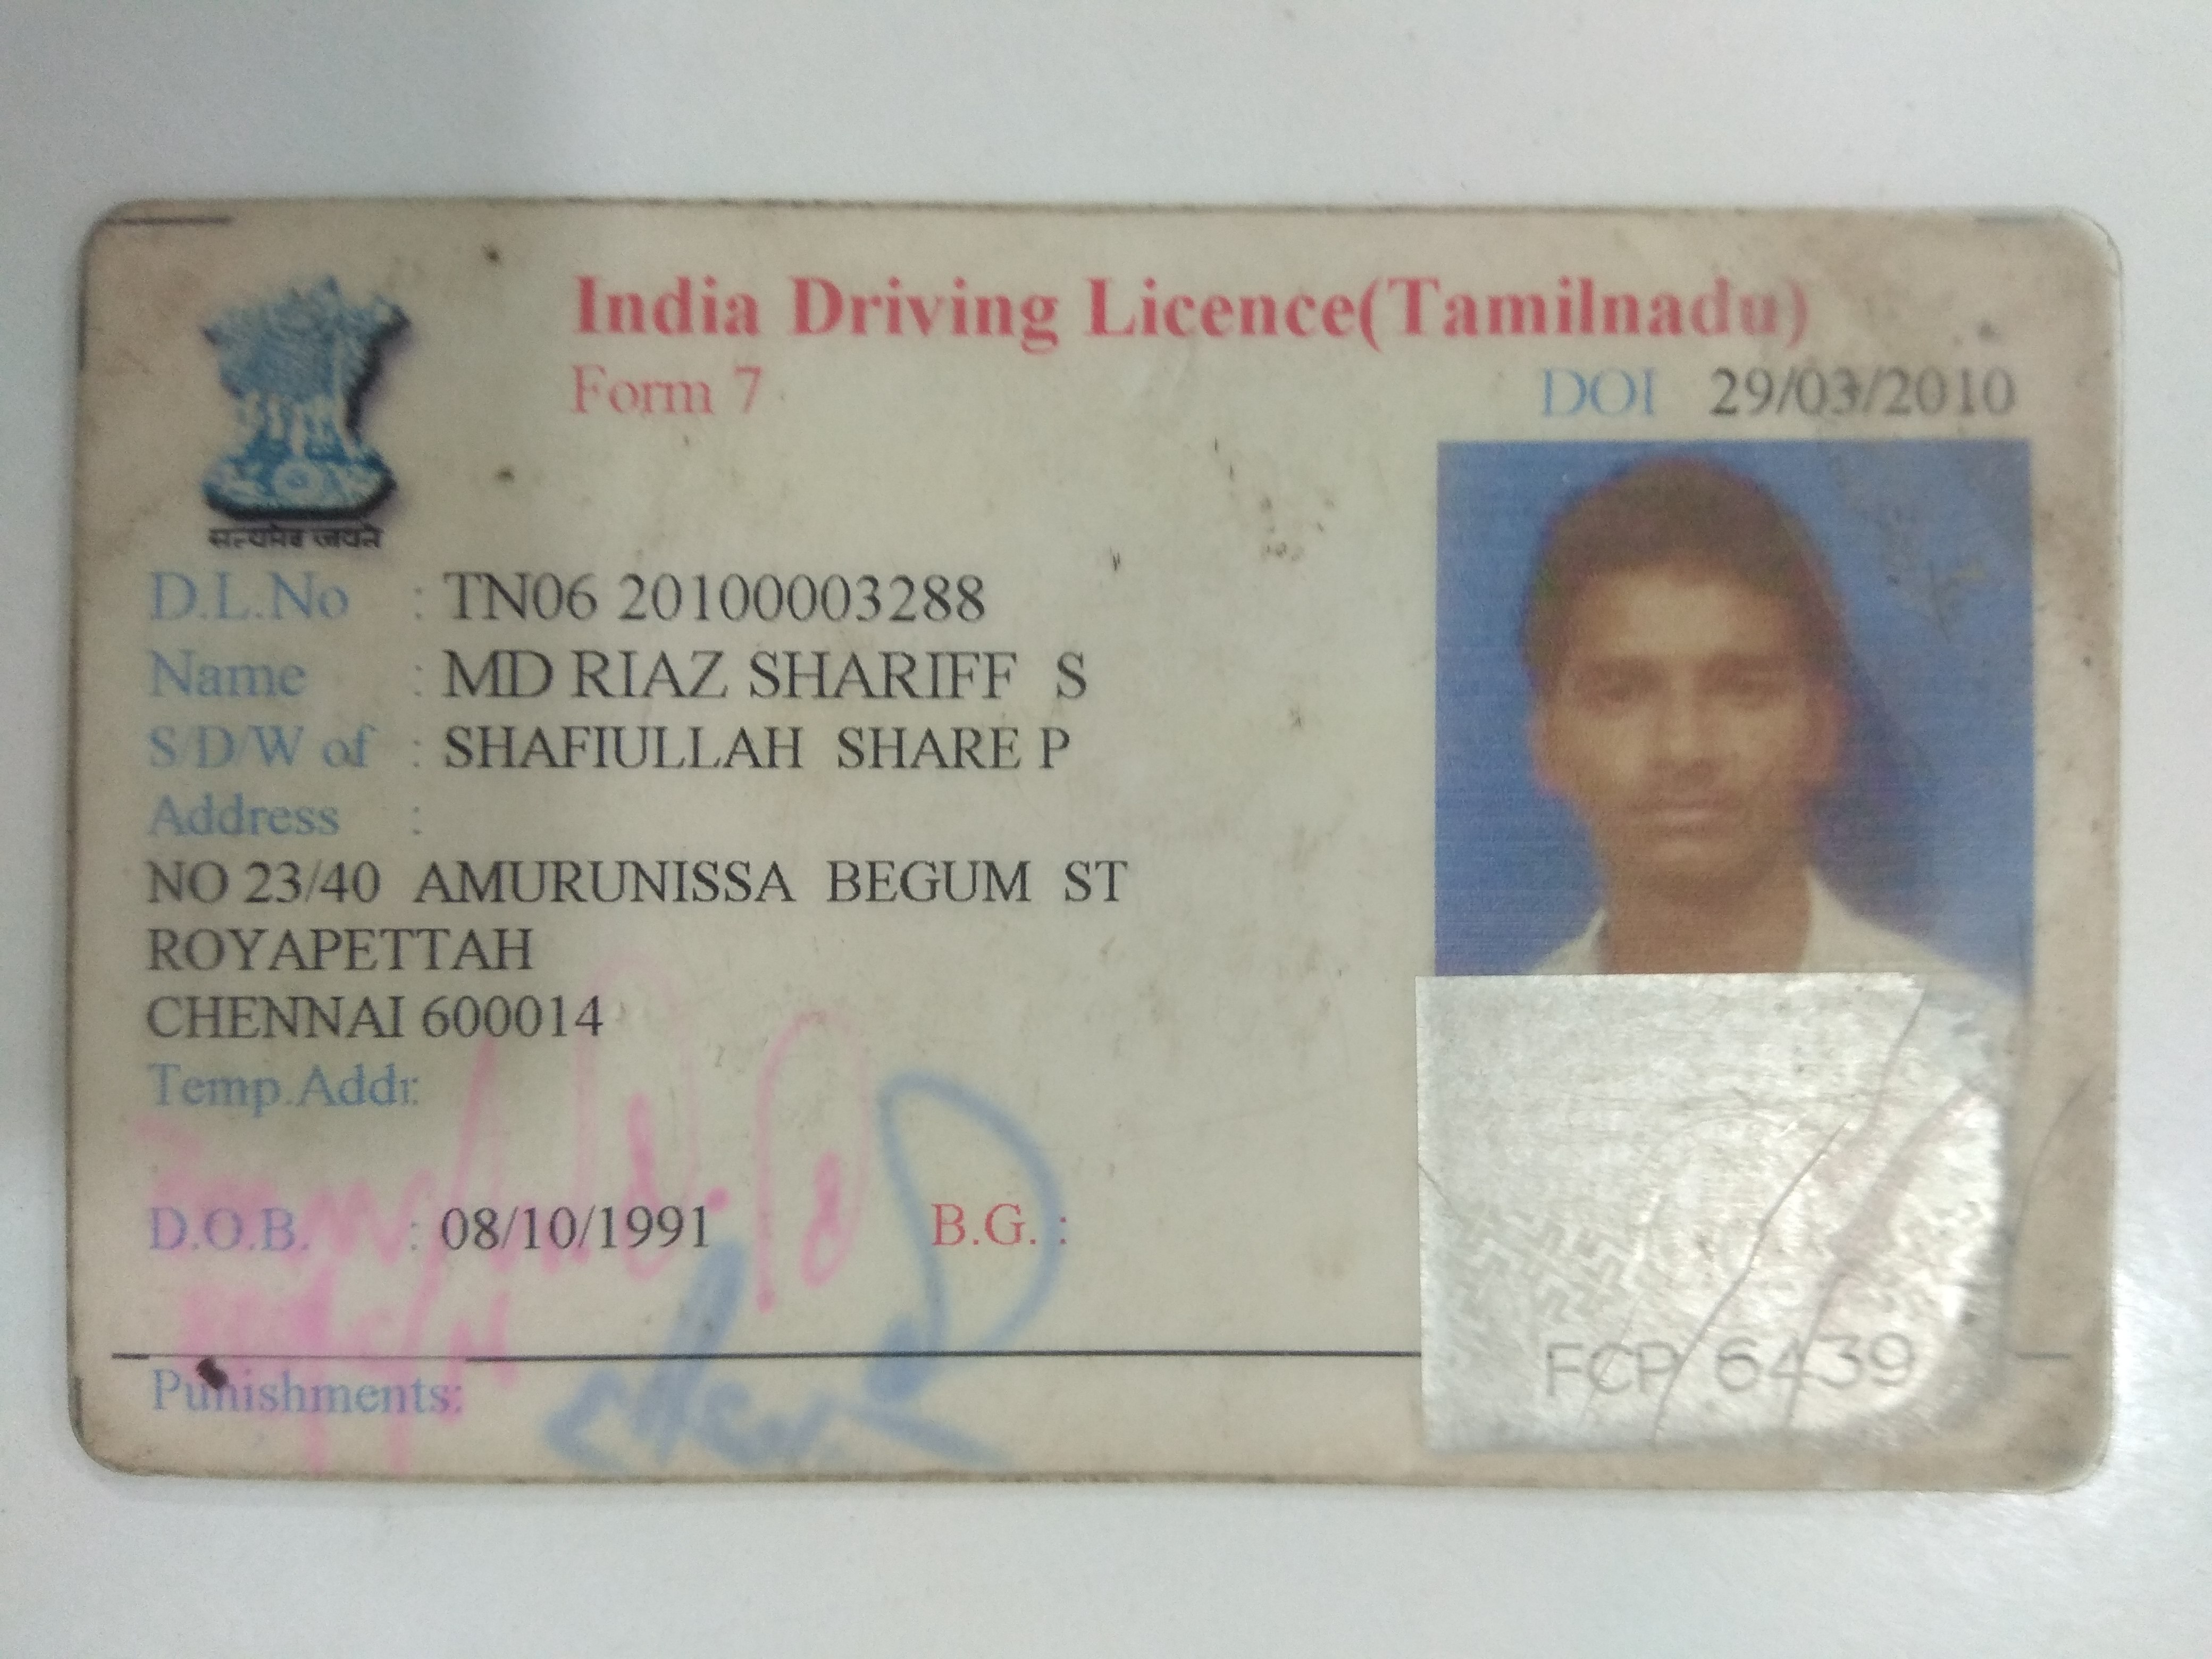 India Driving Licence(Tamilnadu)
Form 7
DOI 29/03/2010
सत्यमेव जयते
D.L.No : TN06 20100003288
Name : MD RIAZ SHARIFF S
S/D/W of : SHAFIULLAH SHARE P
Address :
NO 23/40 AMURUNISSA BEGUM ST
ROYAPETTAH
CHENNAI 600014
Temp.Addr:
D.O.B. : 08/10/1991 B.G. :
Punishments:
FCP 6439